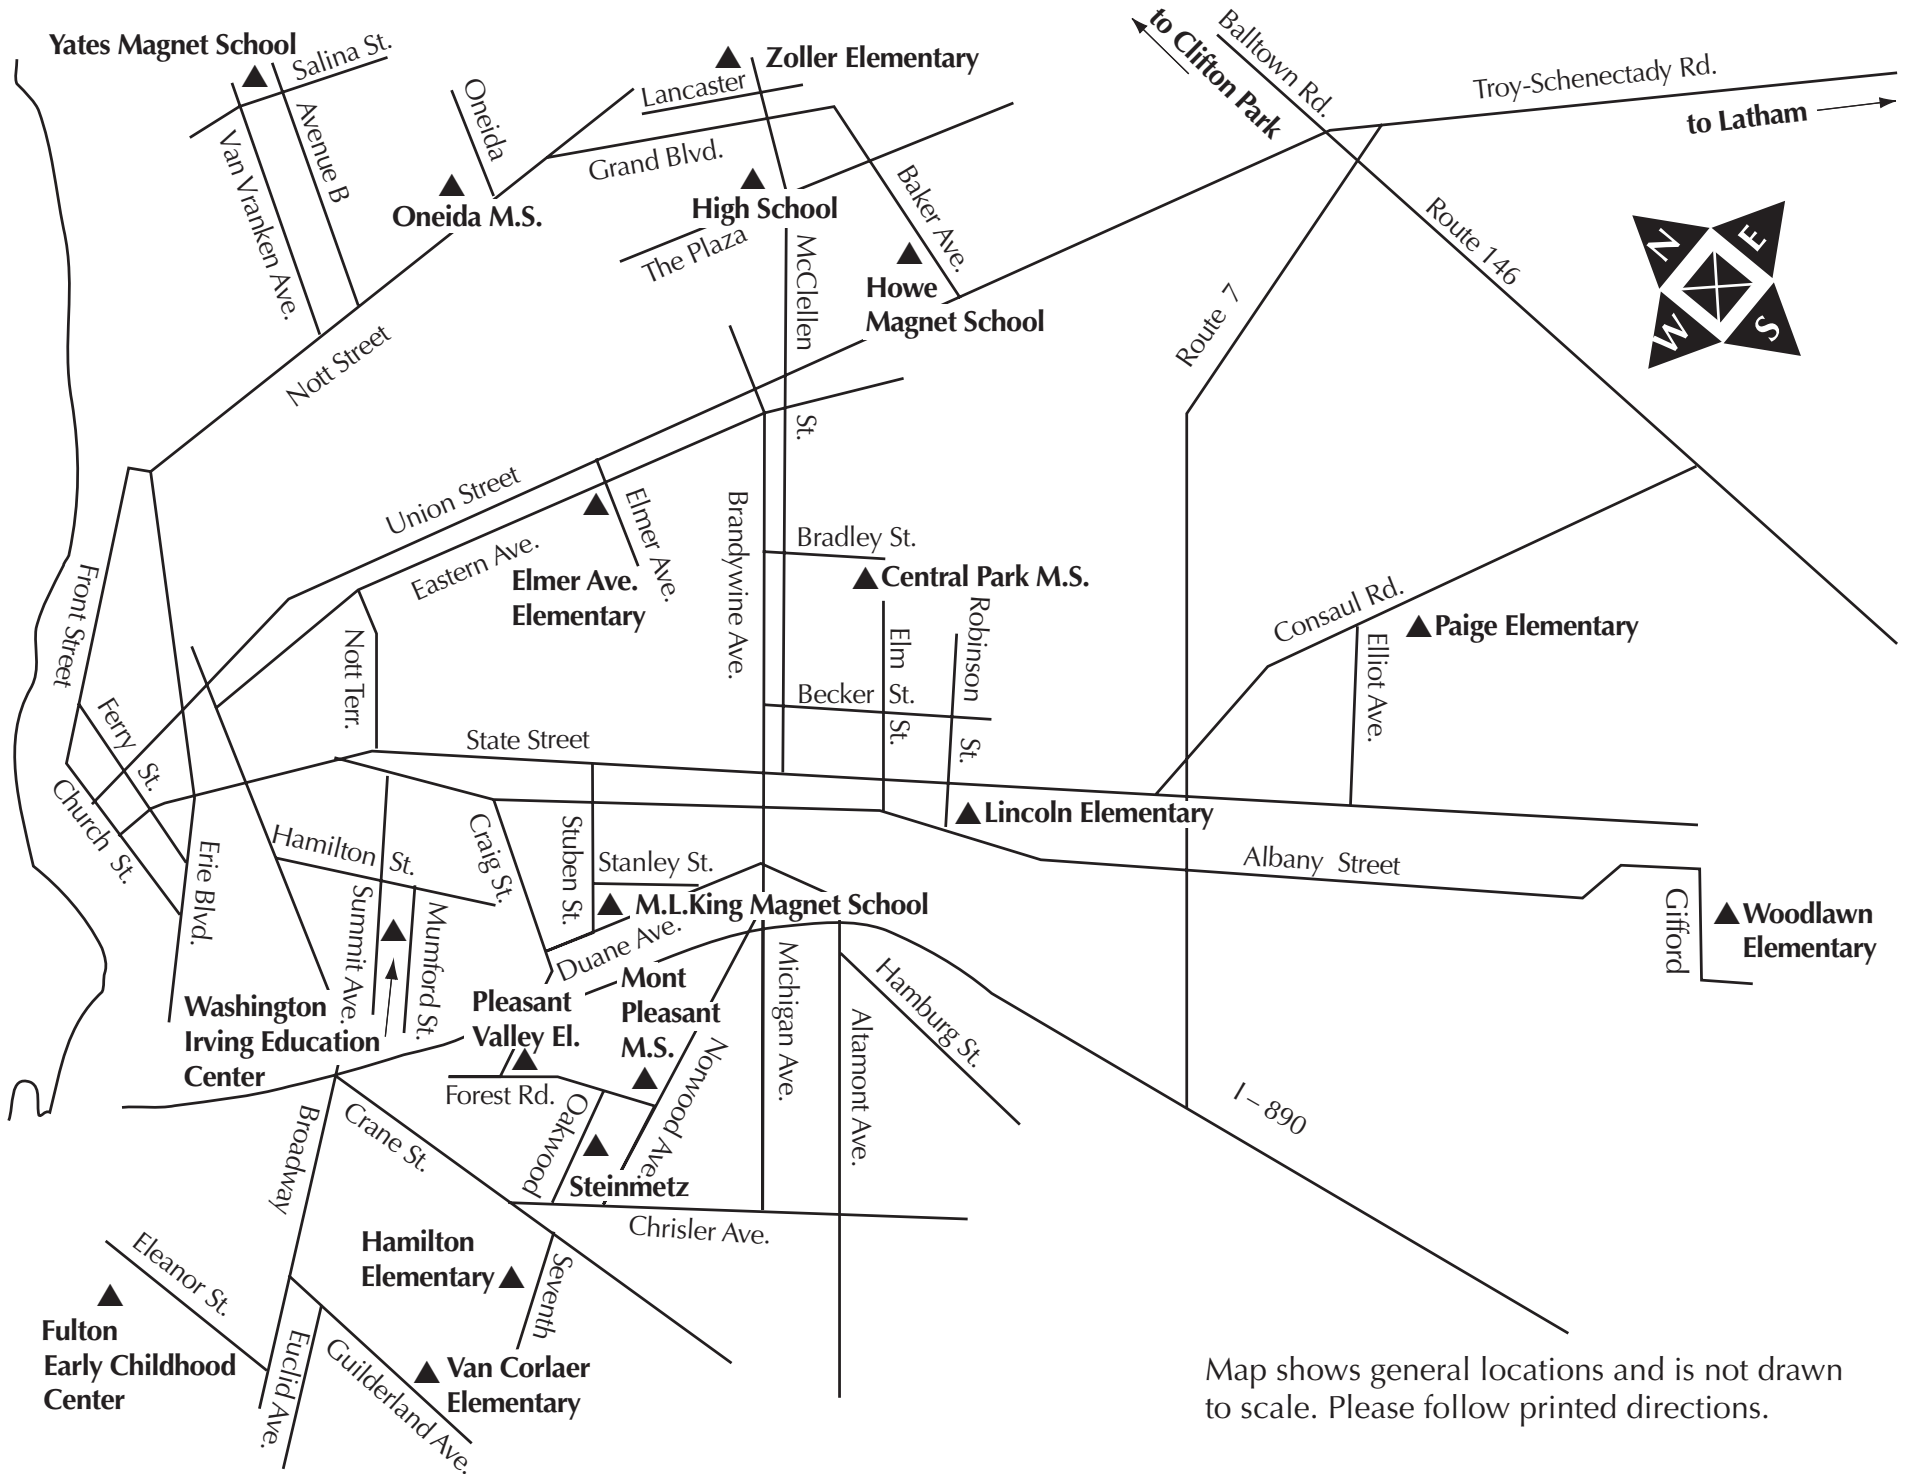 Yates Magnet School
Salina St.
Avenue B
Van Vranken Ave.
Oneida
Oneida M.S.
Nott Street
Lancaster
Zoller Elementary
Grand Blvd.
High School
The Plaza
McClellen
St.
Baker Ave.
Howe
Magnet School
to Clifton Park
Balltown Rd.
Troy-Schenectady Rd.
to Latham
Route 146
Route 7
N
E
W
S
Union Street
Eastern Ave.
Elmer Ave.
Elmer Ave.
Elementary
Brandywine Ave.
Bradley St.
Central Park M.S.
Robinson
St.
Elm
St.
Becker St.
Consaul Rd.
Paige Elementary
Elliot Ave.
Front Street
Ferry St.
Church St.
Erie Blvd.
Nott Terr.
State Street
Lincoln Elementary
Albany Street
Gifford
Woodlawn
Elementary
Hamilton St.
Summit Ave.
Mumford St.
Craig St.
Stuben St.
Stanley St.
M.L.King Magnet School
Duane Ave.
Washington
Irving Education
Center
Pleasant
Valley El.
Mont
Pleasant
M.S.
Norwood Ave.
Michigan Ave.
Altamont Ave.
Hamburg St.
I – 890
Forest Rd.
Oakwood
Steinmetz
Chrisler Ave.
Broadway
Crane St.
Eleanor St.
Hamilton
Elementary
Seventh
Fulton
Early Childhood
Center
Euclid Ave.
Guilderland Ave.
Van Corlaer
Elementary
Map shows general locations and is not drawn
to scale. Please follow printed directions.